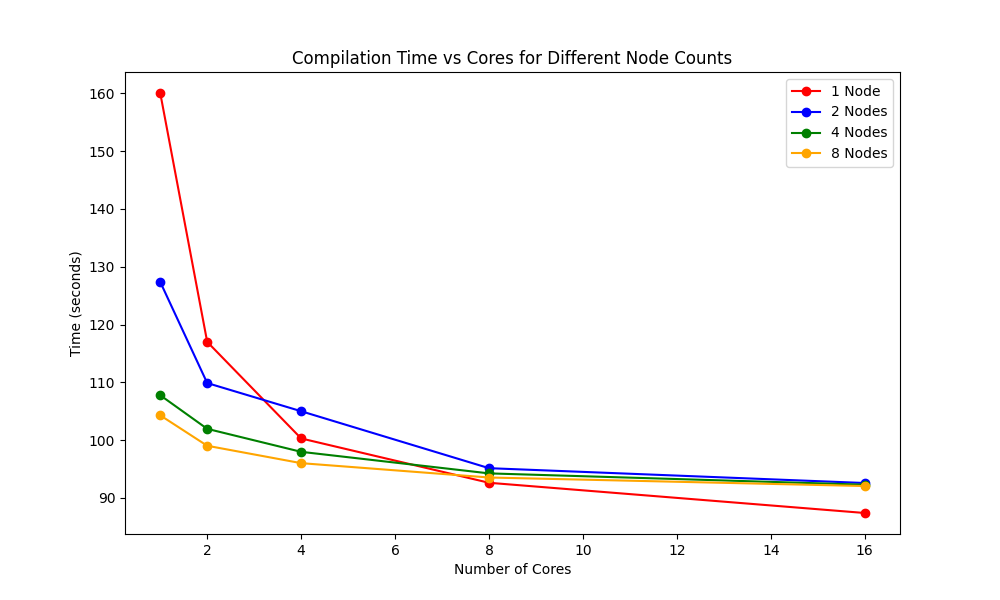 Compilation Time vs Cores for Different Node Counts
1 Node
2 Nodes
4 Nodes
8 Nodes
160
150
140
130
120
110
100
90
Time (seconds)
2 4 6 8 10 12 14 16
Number of Cores